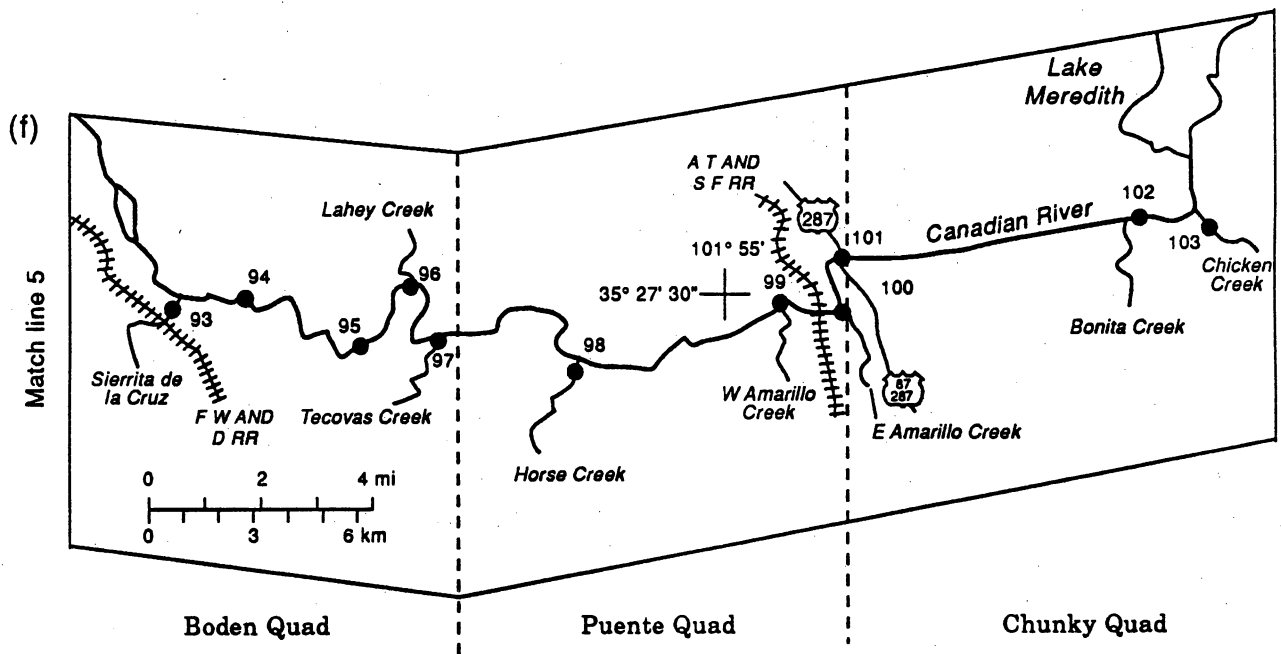 (f)
Match line 5
Lake
Meredith
A T AND
S F RR
287
Lahey Creek
102
Canadian River
101
101° 55'
96
94
99
100
103
35° 27' 30"
Chicken
Creek
93
95
Bonita Creek
97
98
Sierrita de
la Cruz
W Amarillo
Creek
87
287
F W AND
D RR
Tecovas Creek
E Amarillo Creek
Horse Creek
0 2 4 mi
0 3 6 km
Boden Quad
Puente Quad
Chunky Quad